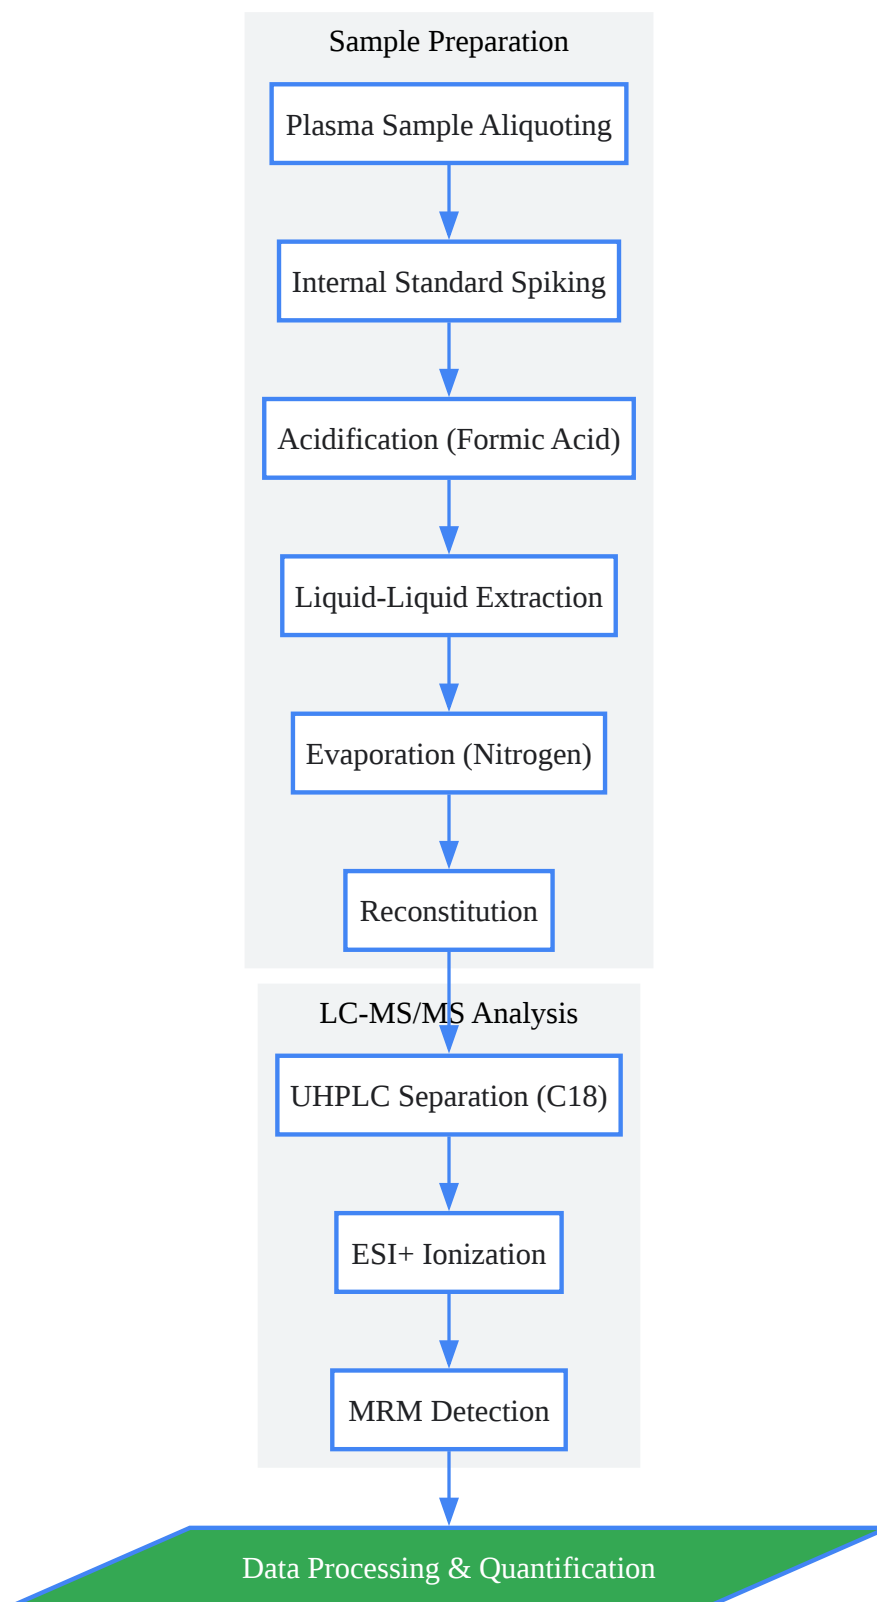 Sample Preparation
Plasma Sample Aliquoting
Internal Standard Spiking
Acidification (Formic Acid)
Liquid-Liquid Extraction
Evaporation (Nitrogen)
Reconstitution
LC-MS/MS Analysis
UHPLC Separation (C18)
ESI+ Ionization
MRM Detection
Data Processing & Quantification